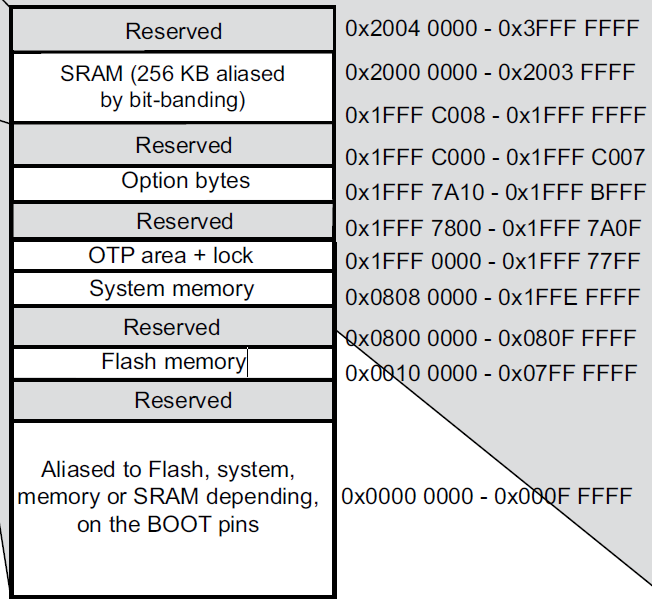 Reserved
0x2004 0000 - 0x3FFF FFFF
SRAM (256 KB aliased
by bit-banding)
0x2000 0000 - 0x2003 FFFF
0x1FFF C008 - 0x1FFF FFFF
Reserved
0x1FFF C000 - 0x1FFF C007
Option bytes
0x1FFF 7A10 - 0x1FFF BFFF
Reserved
0x1FFF 7800 - 0x1FFF 7A0F
OTP area + lock
0x1FFF 0000 - 0x1FFF 77FF
System memory
0x0808 0000 - 0x1FFE FFFF
Reserved
0x0800 0000 - 0x080F FFFF
Flash memory
0x0010 0000 - 0x07FF FFFF
Reserved
Aliased to Flash, system,
memory or SRAM depending,
on the BOOT pins
0x0000 0000 - 0x000F FFFF